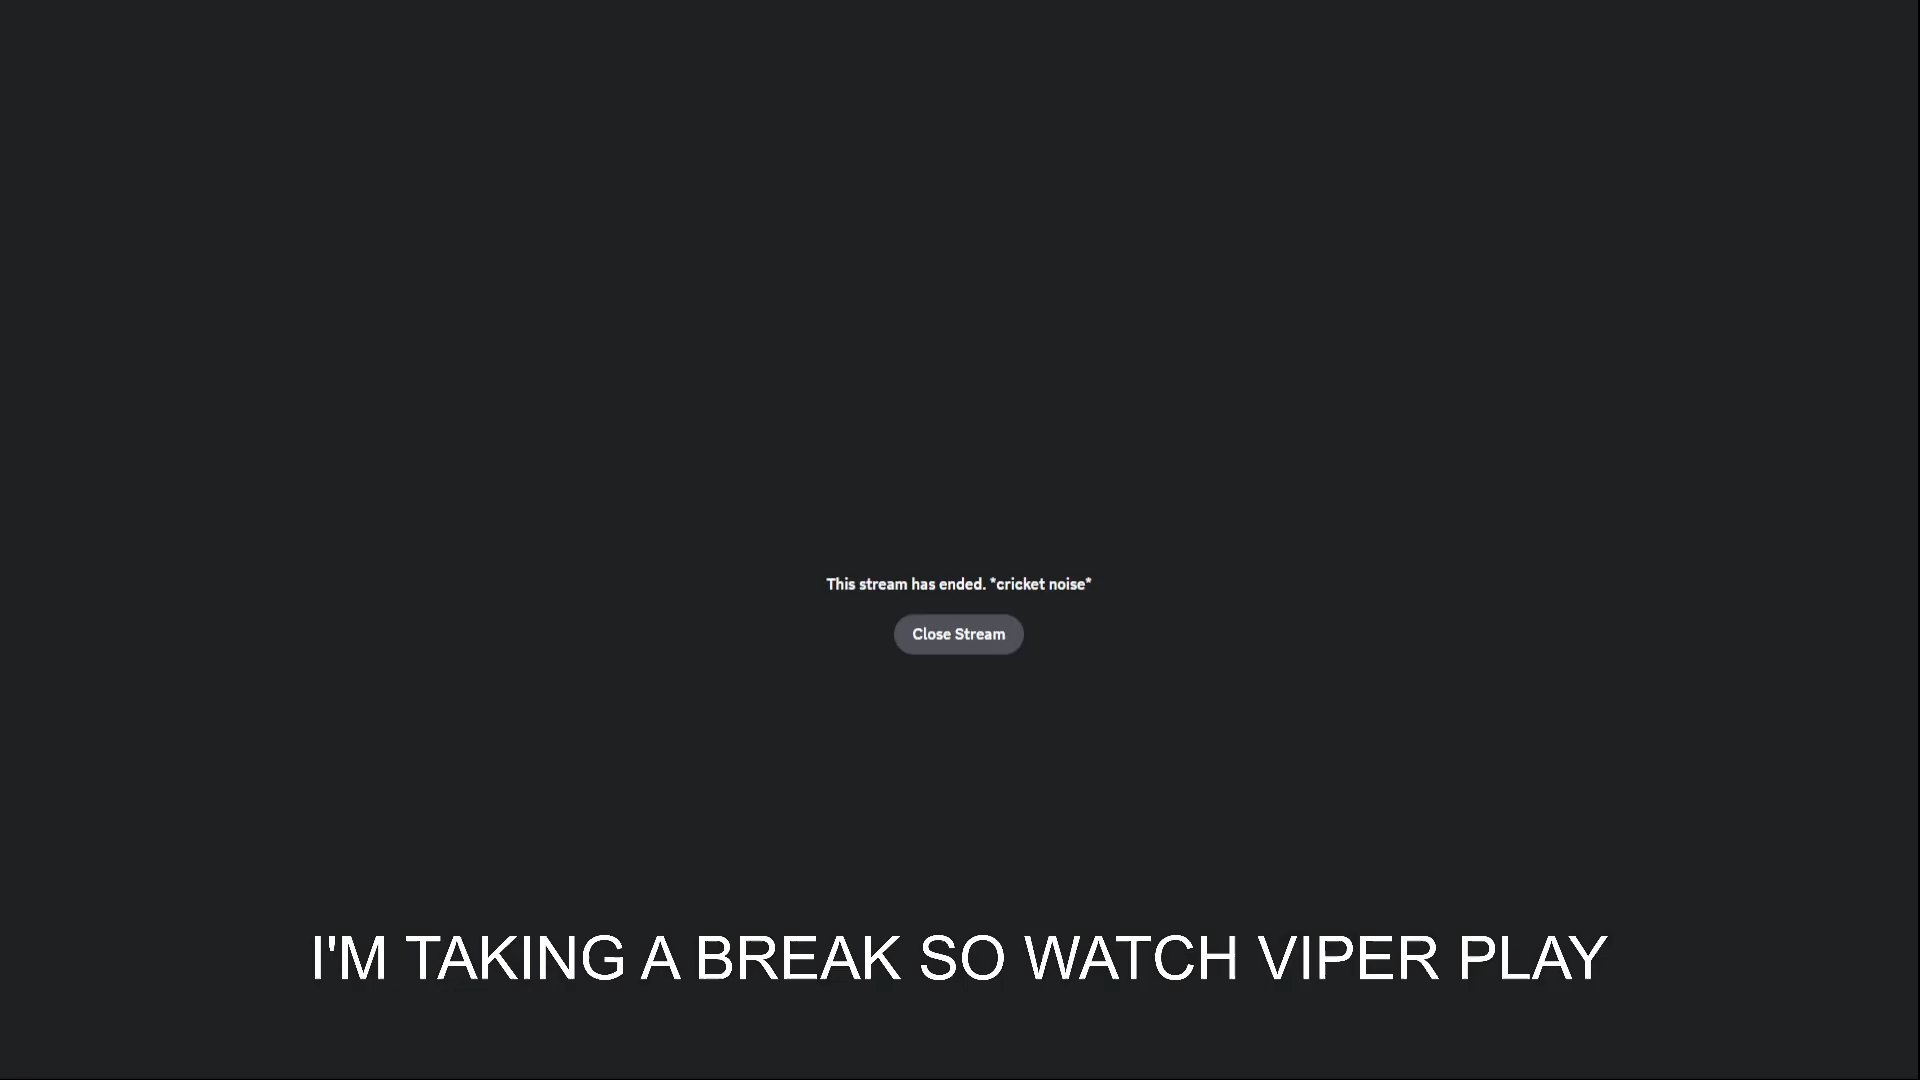 This stream has ended. *cricket noise*
Close Stream
I'M TAKING A BREAK SO WATCH VIPER PLAY